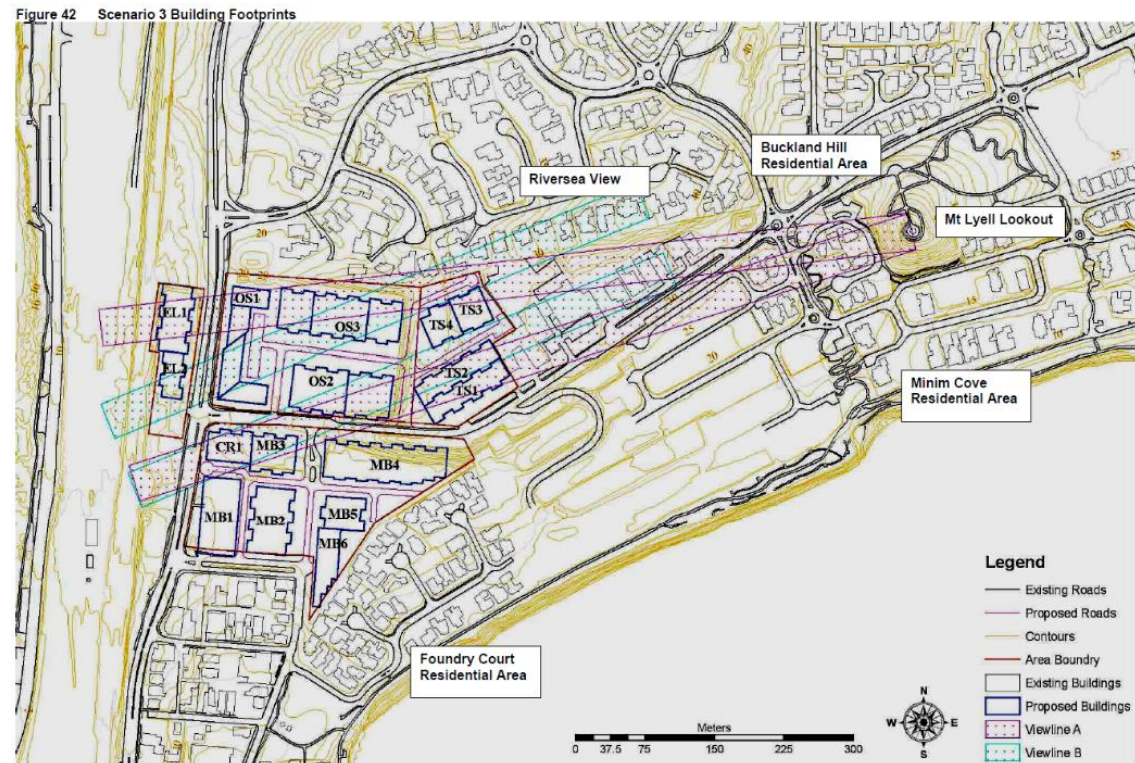 Figure 42 Scenario 3 Building Footprints
Buckland Hill
Residential Area
Riversea View
Mt Lyell Lookout
25
20
OS1
EL1
OS3
TS4
TS3
OS2
TS2
TS1
25
20
15
10
Minim Cove
Residential Area
CR1
MB3
MB4
MB1
MB2
MB5
MB6
Foundry Court
Residential Area
Legend
Existing Roads
Proposed Roads
Contours
Area Boundry
Existing Buildings
Proposed Buildings
Viewline A
Viewline B
Meters
0 37.5 75 150 225 300
N
W E
S